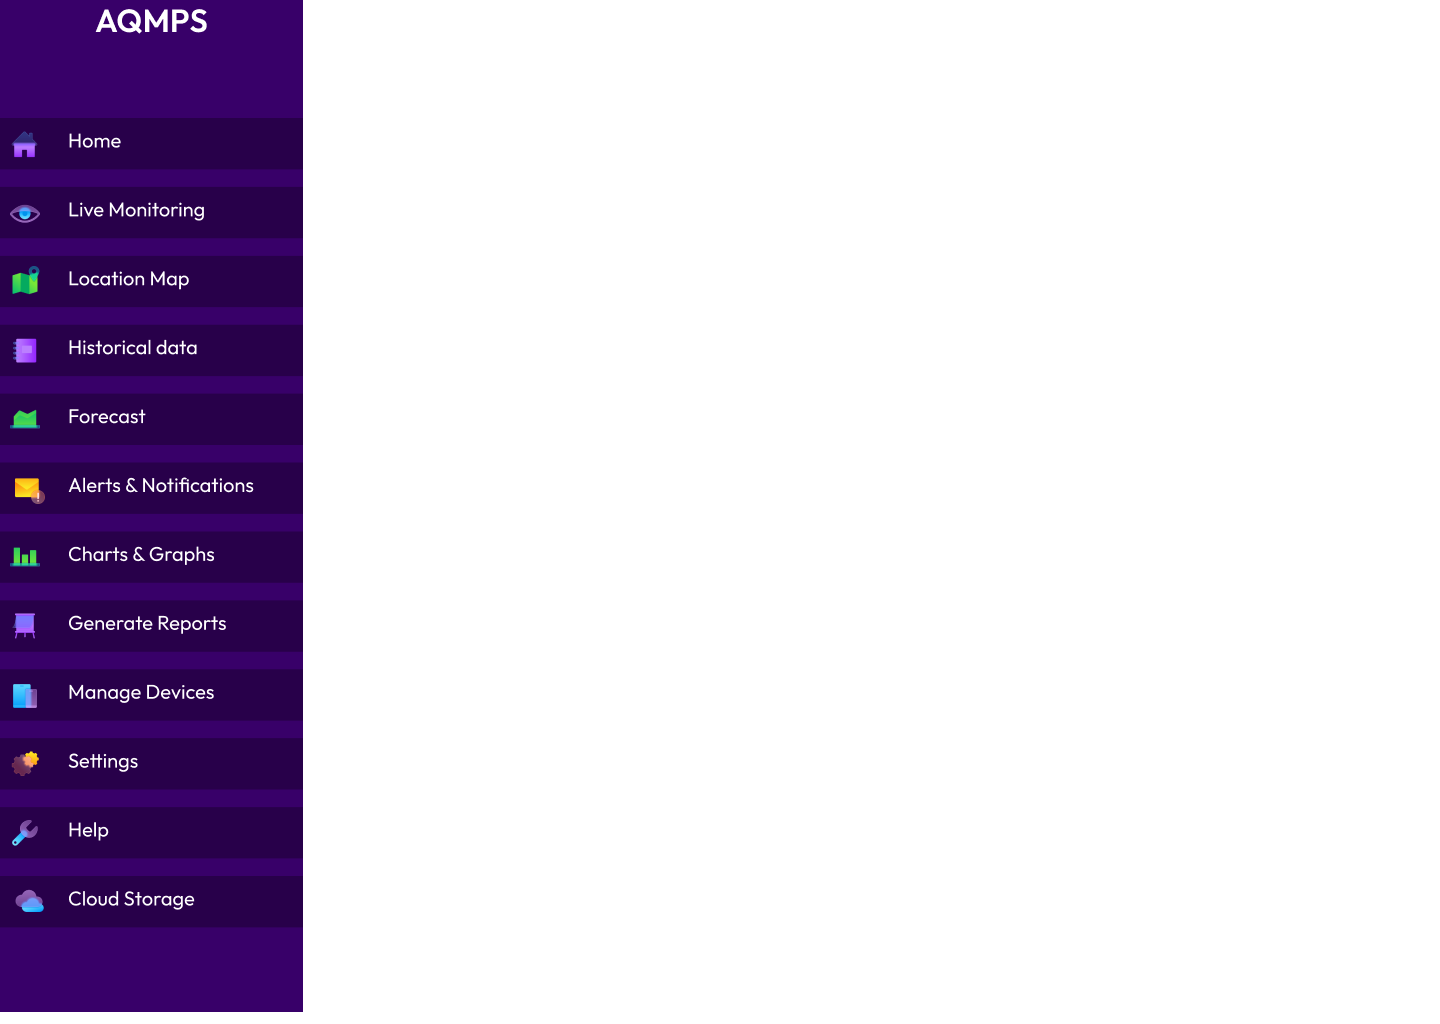 AQMPS
Home
Live Monitoring
Location Map
Historical data
Forecast
Alerts & Notifications
Charts & Graphs
Generate Reports
Manage Devices
Settings
Help
Cloud Storage